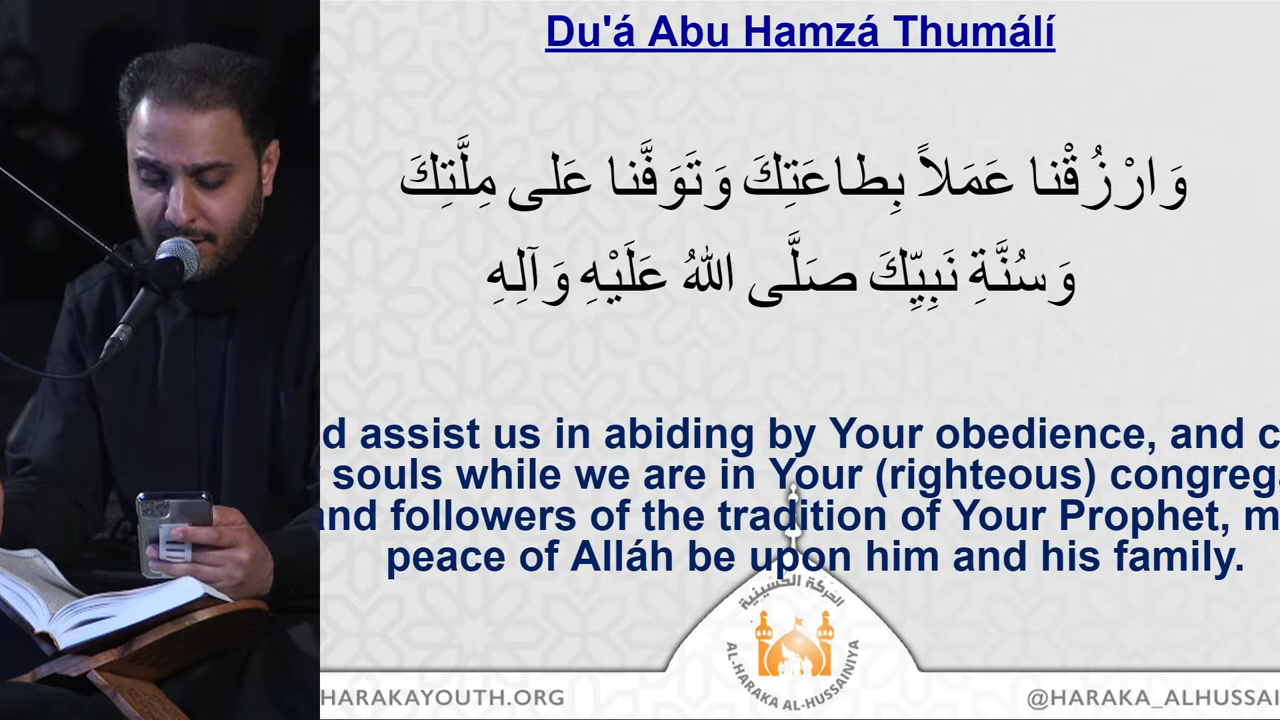 Du'á Abu Hamzá Thumálí
وَارْزُقْنا عَمَلاً بِطاعَتِكَ وَتَوَفَّنا عَلى مِلَّتِكَ
وَسُنَّةِ نَبِيِّكَ صَلَّى اللهُ عَلَيْهِ وَآلِهِ
assist us in abiding by Your obedience, and
souls while we are in Your (righteous)
and followers of the tradition of Your Prophet,
peace of Alláh be upon him and his family.
الحركة الحسينية
AL-HARAKA AL-HUSSAINIYA
HARAKAYOUTH.ORG